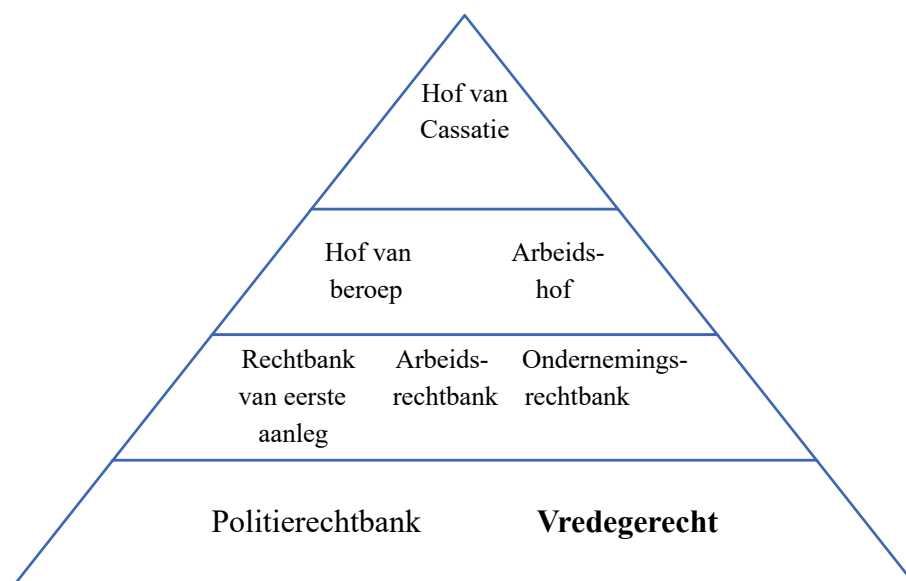 Hof van
Cassatie
Hof van
beroep
Arbeids-
hof
Rechtbank
van eerste
aanleg
Arbeids-
rechtbank
Ondernemings-
rechtbank
Politierechtbank
Vredegerecht